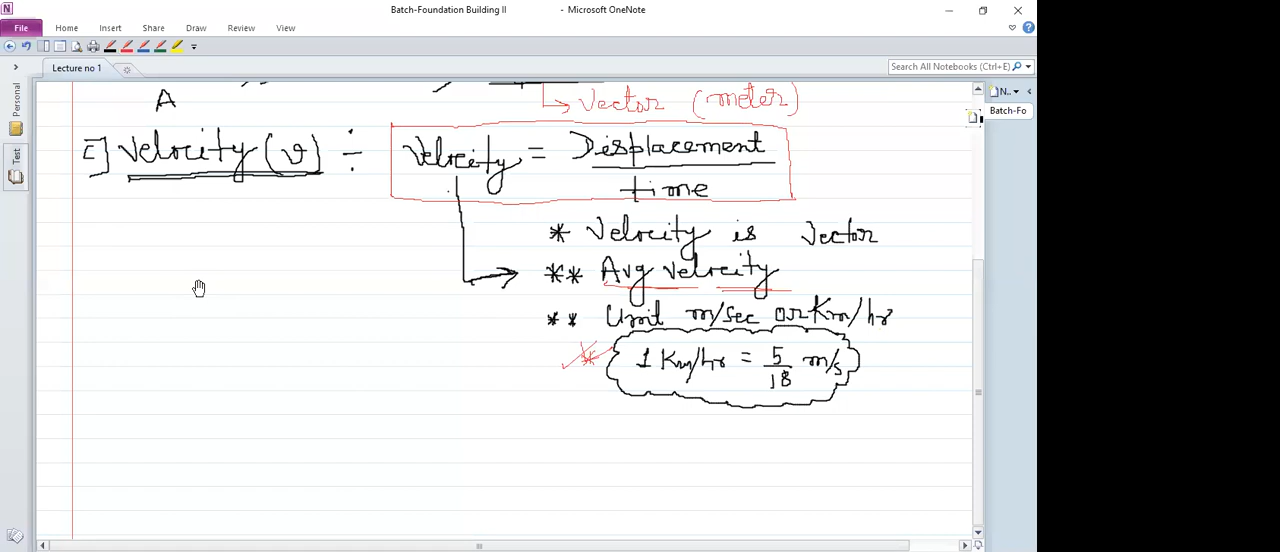 Batch-Foundation Building II - Microsoft OneNote
File Home Insert Share Draw Review View
Lecture no 1
Search All Notebooks (Ctrl+E)
Personal
Test
N..
Batch-Fo
A
Vector (meter)
[] Velocity (v) ÷ Velocity = Displacement
time
* Velocity is Vector
** Avg velocity
** Unit m/sec or Km/hr
* 1 Km/hr = 5/18 m/s